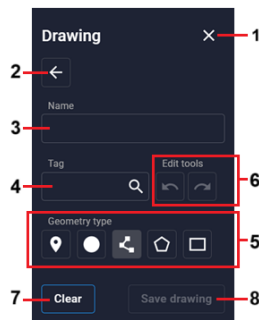 Drawing
1
2
Name
3
Tag
Edit tools
4
6
Geometry type
5
7
Clear
Save drawing
8